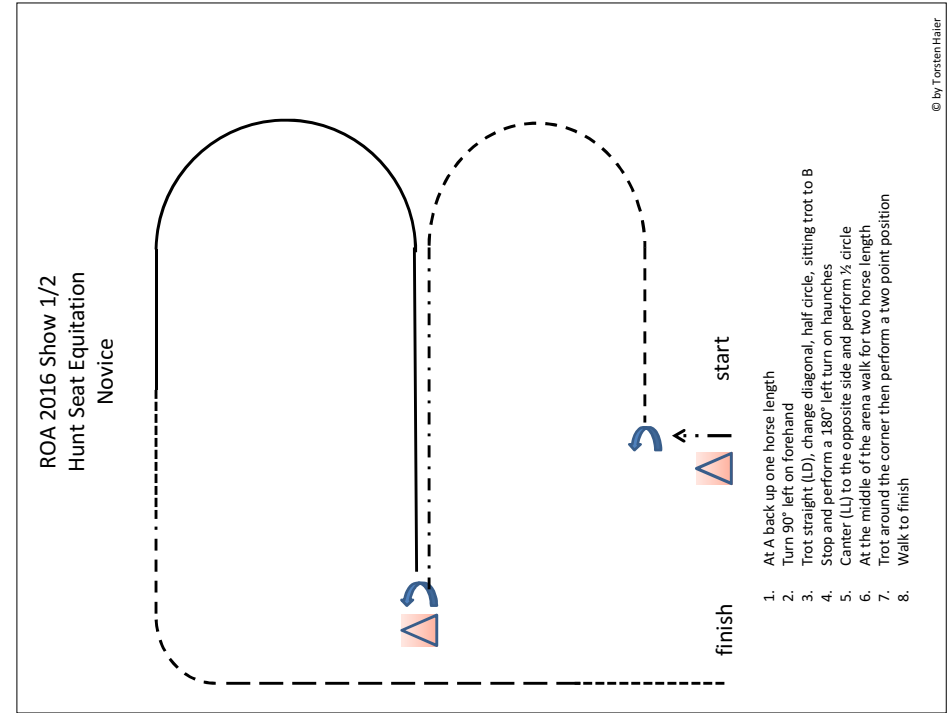 ROA 2016 Show 1/2
Hunt Seat Equitation
Novice
start
finish
1. At A back up one horse length
2. Turn 90° left on forehand
3. Trot straight (LD), change diagonal, half circle, sitting trot to B
4. Stop and perform a 180° left turn on haunches
5. Canter (LL) to the opposite side and perform ½ circle
6. At the middle of the arena walk for two horse length
7. Trot around the corner then perform a two point position
8. Walk to finish
© by Torsten Haier